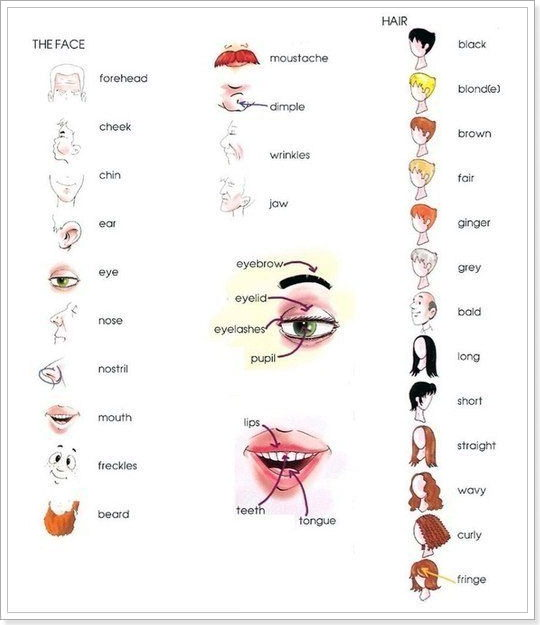 THE FACE
forehead
cheek
chin
ear
eye
nose
nostril
mouth
freckles
beard
moustache
dimple
wrinkles
jaw
eyebrow
eyelid
eyelashes
pupil
lips
teeth
tongue
HAIR
black
blond(e)
brown
fair
ginger
grey
bald
long
short
straight
wavy
curly
fringe